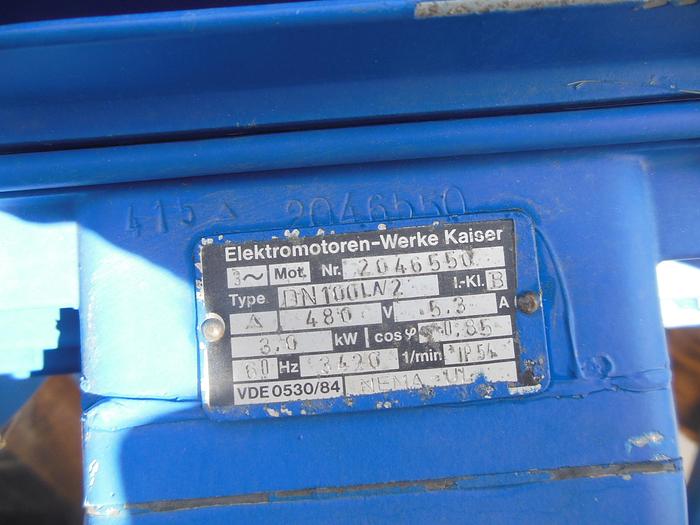 415 △ 2046550
Elektromotoren-Werke Kaiser
3~ Mot. Nr. 2046550
Type DN100LA/2 I.-Kl. B
△ 480 V 5.3 A
3.0 kW cosφ 0.85
60 Hz 3420 1/min IP54
VDE 0530/84 NEMA